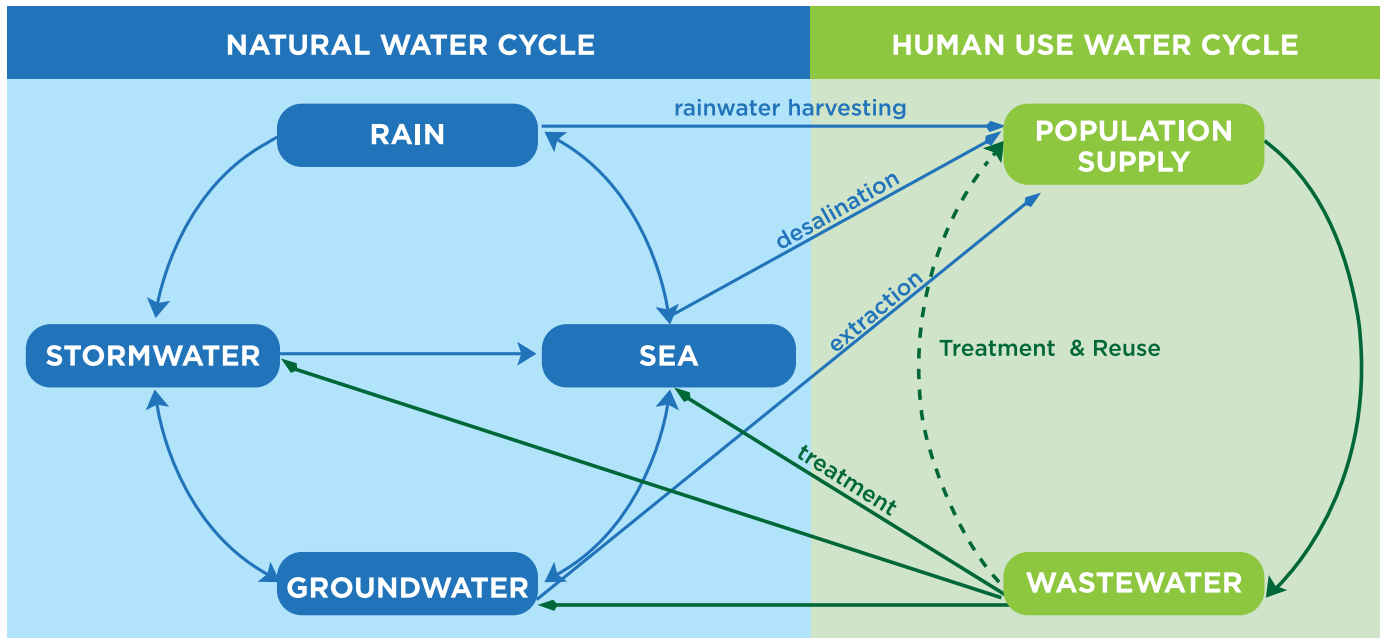 NATURAL WATER CYCLE
HUMAN USE WATER CYCLE
RAIN
rainwater harvesting
POPULATION
SUPPLY
desalination
extraction
STORMWATER
SEA
Treatment & Reuse
treatment
GROUNDWATER
WASTEWATER